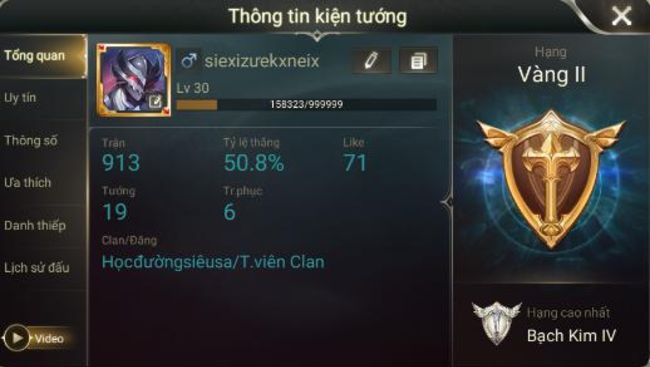 Thông tin kiện tướng
Tổng quan
Uy tín
Thông số
Ưa thích
Danh thiếp
Lịch sử đấu
Video
siexizưekxneix
Lv 30
158323/999999
Trận
913
Tỷ lệ thắng
50.8%
Like
71
Tướng
19
Tr.phục
6
Clan/Đăng
Họcđườngsiêusa/T.viên Clan
Hạng
Vàng II
Hạng cao nhất
Bạch Kim IV